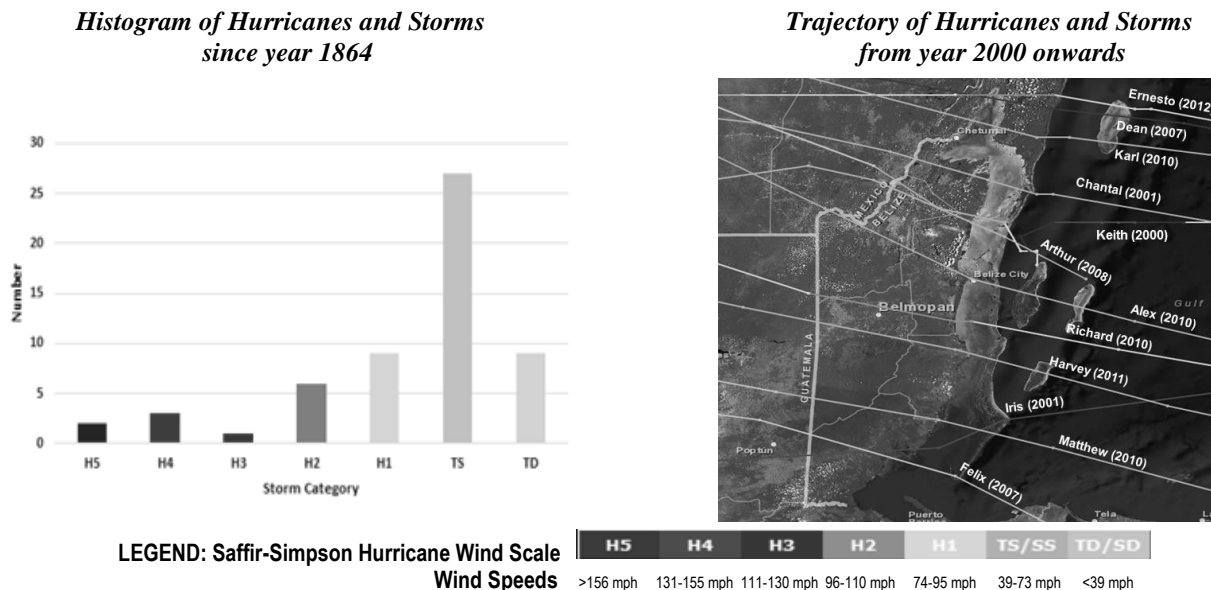 Histogram of Hurricanes and Storms
since year 1864
30
25
20
15
10
5
0
Number
H5 H4 H3 H2 H1 TS TD
Storm Category
Trajectory of Hurricanes and Storms
from year 2000 onwards
Ernesto (2012
Dean (2007)
Chetumal
Karl (2010)
Chantal (2001)
MEXICO
BELIZE
Keith (2000)
Arthur (2008)
Belize City
Gulf
Belmopan
Alex (2010)
Richard (2010)
GUATEMALA
Harvey (2011)
Iris (2001)
Matthew (2010)
Poptún
Felix (2007)
Puerto
Tela
La
LEGEND: Saffir-Simpson Hurricane Wind Scale
H5 H4 H3 H2 H1 TS/SS TD/SD
Wind Speeds
>156 mph 131-155 mph 111-130 mph 96-110 mph 74-95 mph 39-73 mph <39 mph